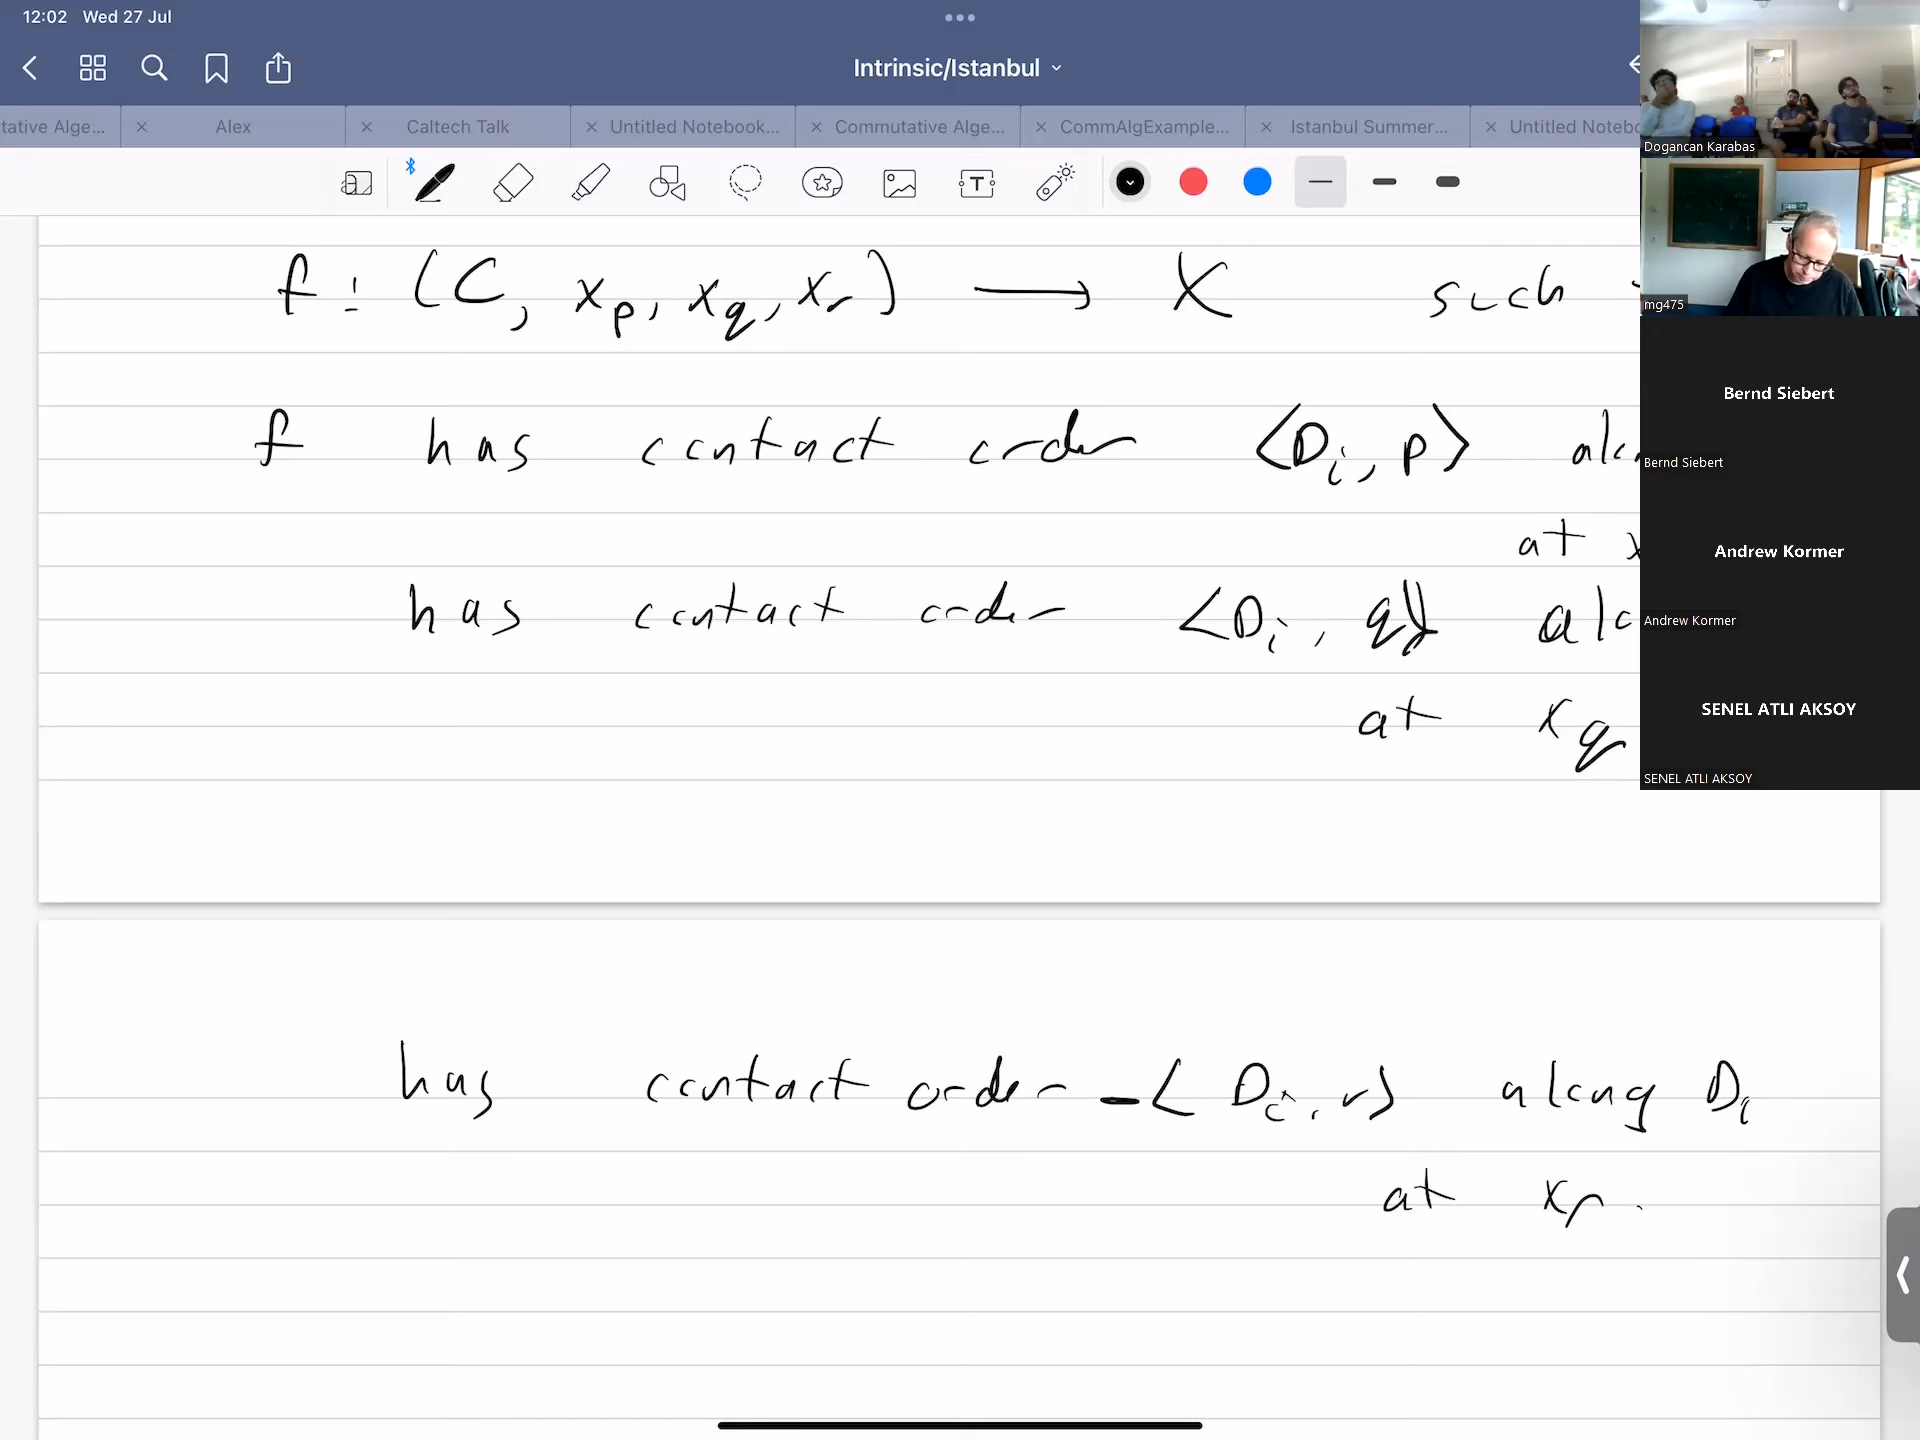 12:02 Wed 27 Jul
Intrinsic/Istanbul
tative Alge...
Alex
Caltech Talk
Untitled Notebook...
Commutative Alge...
CommAlgExample...
Istanbul Summer...
Untitled Notebo
f : (C, x_p, x_q, x_r) ⟶ X such
f has contact order <D_i, p> alo
at x
has contact order <D_i, q> alo
at x_q
has contact order -<D_i, r> along D_i
at x_r.
Dogancan Karabas
mg475
Bernd Siebert
Bernd Siebert
Andrew Kormer
Andrew Kormer
SENEL ATLI AKSOY
SENEL ATLI AKSOY